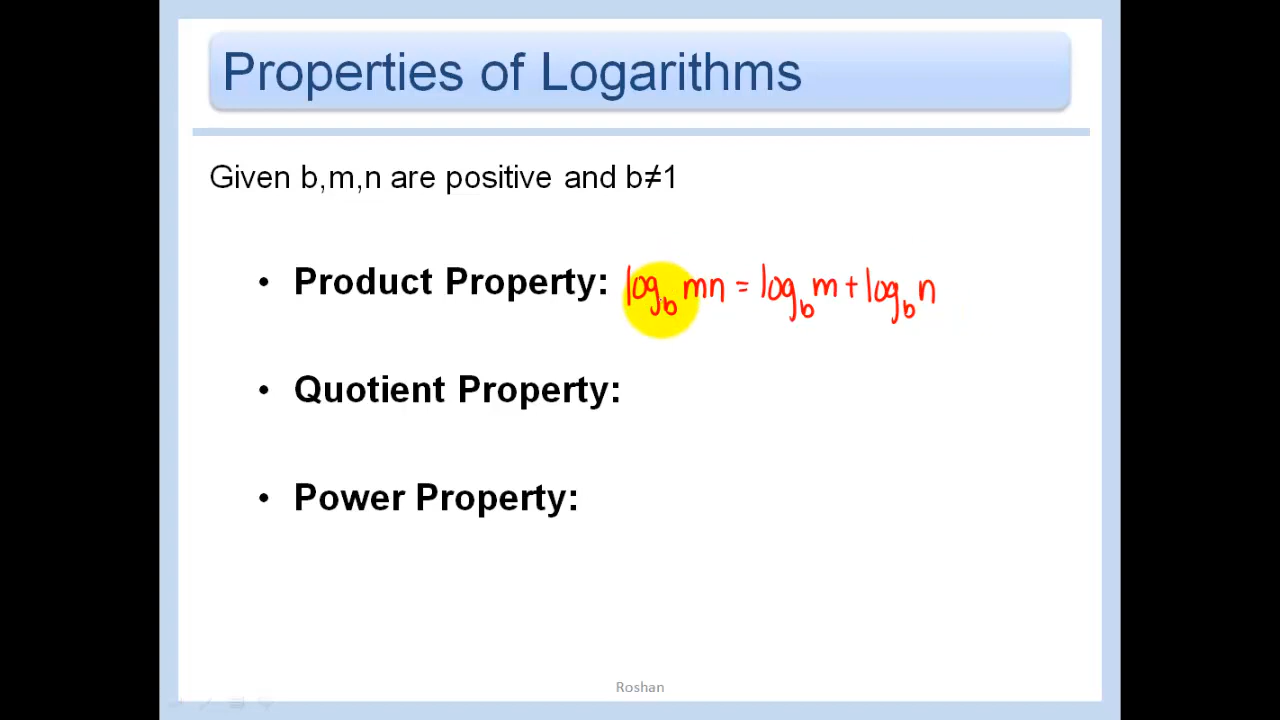 Properties of Logarithms
Given b,m,n are positive and b≠1
• Product Property: log_b mn = log_b m + log_b n
• Quotient Property:
• Power Property:
Roshan